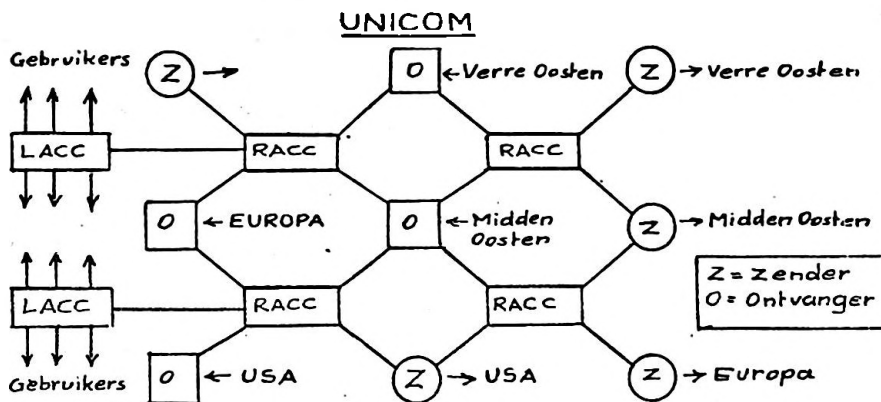 UNICOM
Gebruikers
Z →
O ← Verre Oosten
Z → Verre Oosten
LACC
RACC
RACC
O ← EUROPA
O ← Midden
Oosten
Z → Midden Oosten
Z = Zender
O = Ontvanger
LACC
RACC
RACC
Gebruikers
O ← USA
Z → USA
Z → Europa